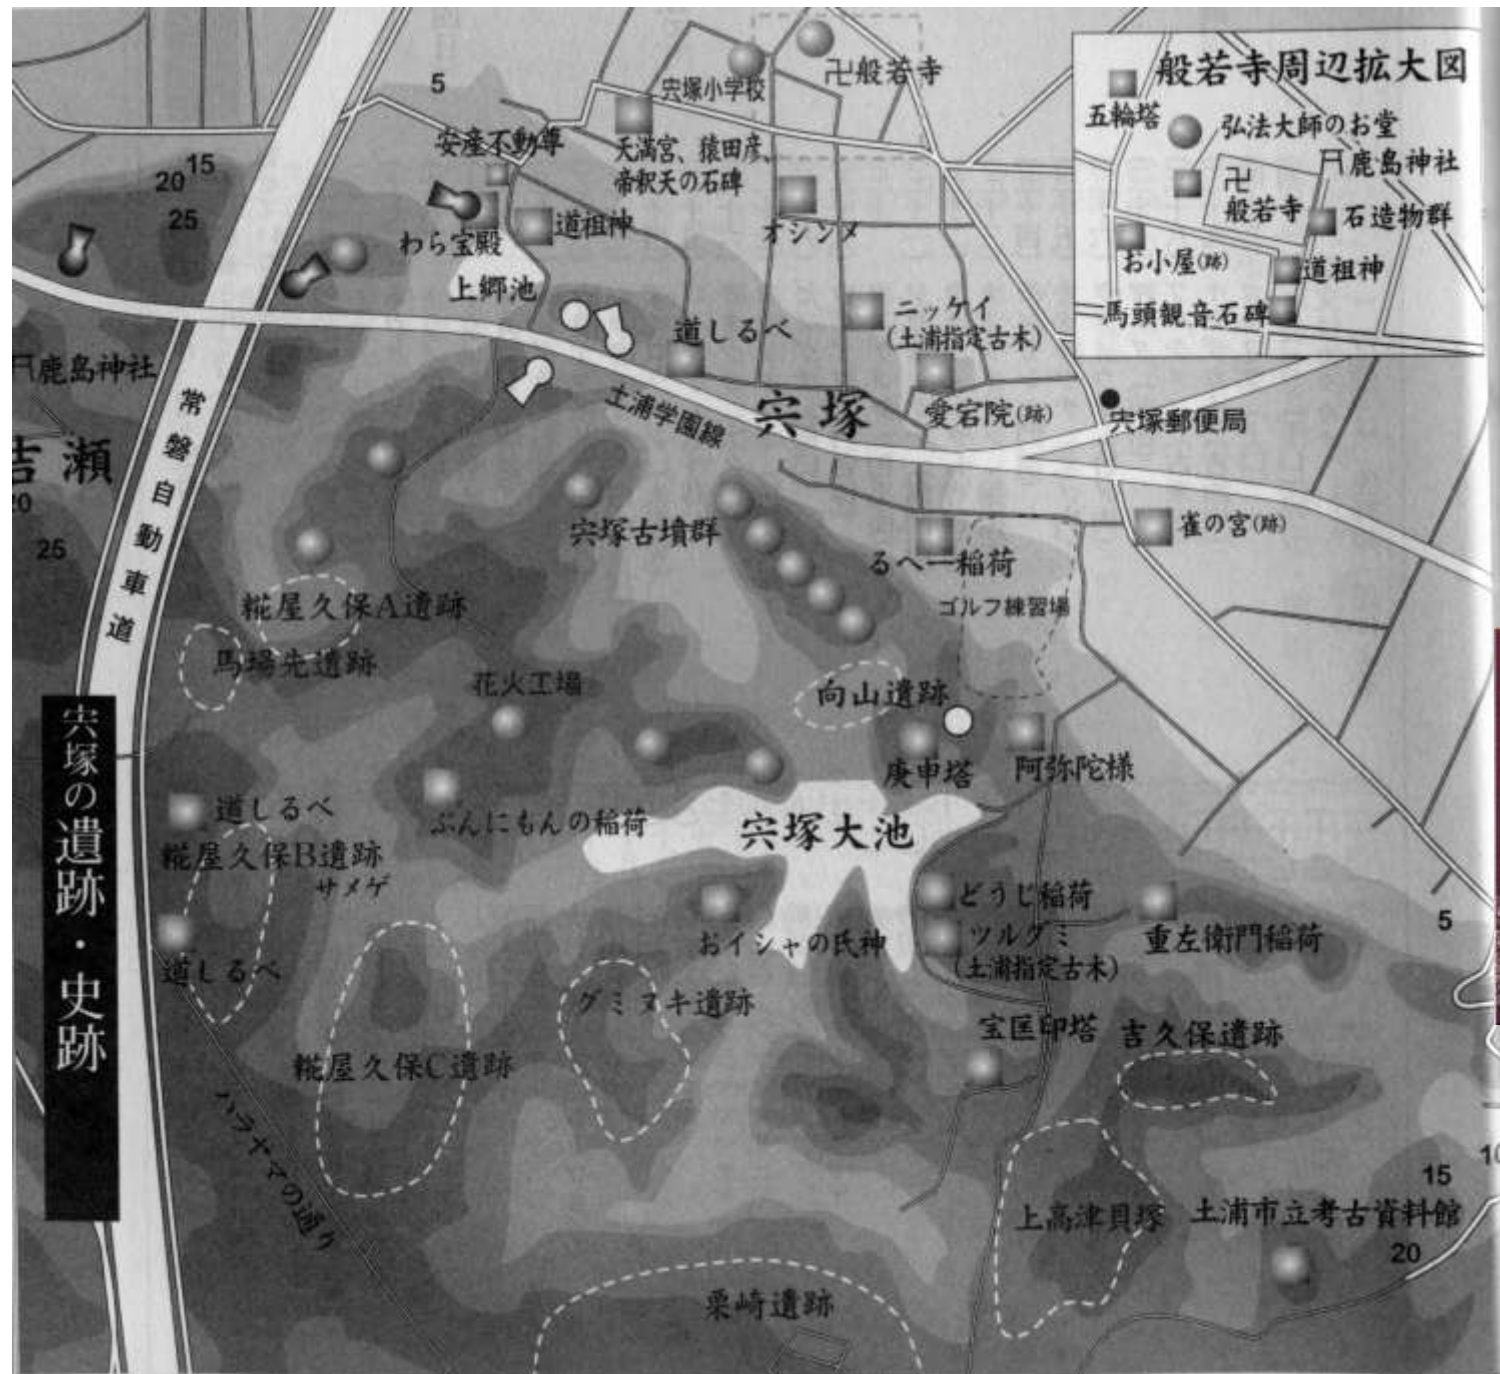 宍塚の遺跡・史跡
般若寺周辺拡大図
五輪塔
弘法大師のお堂
鹿島神社
卍
般若寺
石造物群
お小屋(跡)
道祖神
馬頭観音石碑
5
宍塚小学校
卍般若寺
安産不動尊
天満宮、猿田彦、
帝釈天の石碑
15
20
25
わら宝殿
道祖神
オシンメ
上郷池
ニッケイ
(土浦指定古木)
道しるべ
鹿島神社
常磐自動車道
土浦学園線
宍塚
愛宕院(跡)
宍塚郵便局
吉瀬
20
25
宍塚古墳群
雀の宮(跡)
るへー稲荷
ゴルフ練習場
糀屋久保A遺跡
馬場先遺跡
花火工場
向山遺跡
庚申塔
阿弥陀様
道しるべ
ぶんにもんの稲荷
宍塚大池
糀屋久保B遺跡
サメゲ
どうじ稲荷
ツルグミ
(土浦指定古木)
重左衛門稲荷
5
おイシャの氏神
道しるべ
グミヌキ遺跡
宝匡印塔
吉久保遺跡
糀屋久保C遺跡
ハラヤマの通り
10
15
上高津貝塚
土浦市立考古資料館
20
栗崎遺跡